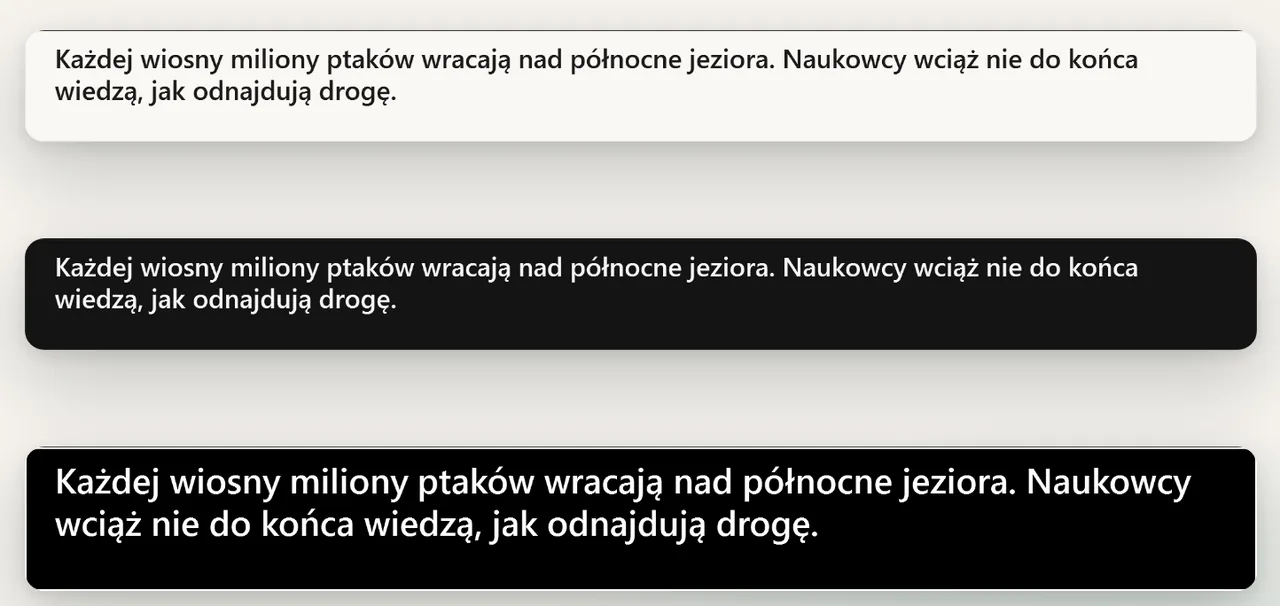 Każdej wiosny miliony ptaków wracają nad północne jeziora. Naukowcy wciąż nie do końca
wiedzą, jak odnajdują drogę.
Każdej wiosny miliony ptaków wracają nad północne jeziora. Naukowcy wciąż nie do końca
wiedzą, jak odnajdują drogę.
Każdej wiosny miliony ptaków wracają nad północne jeziora. Naukowcy
wciąż nie do końca wiedzą, jak odnajdują drogę.